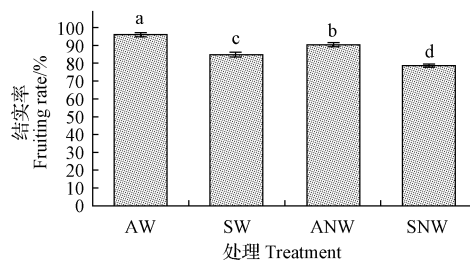 结实率
Fruiting rate/%
100
90
80
70
60
50
40
30
20
10
0
a
c
b
d
AW SW ANW SNW
处理 Treatment